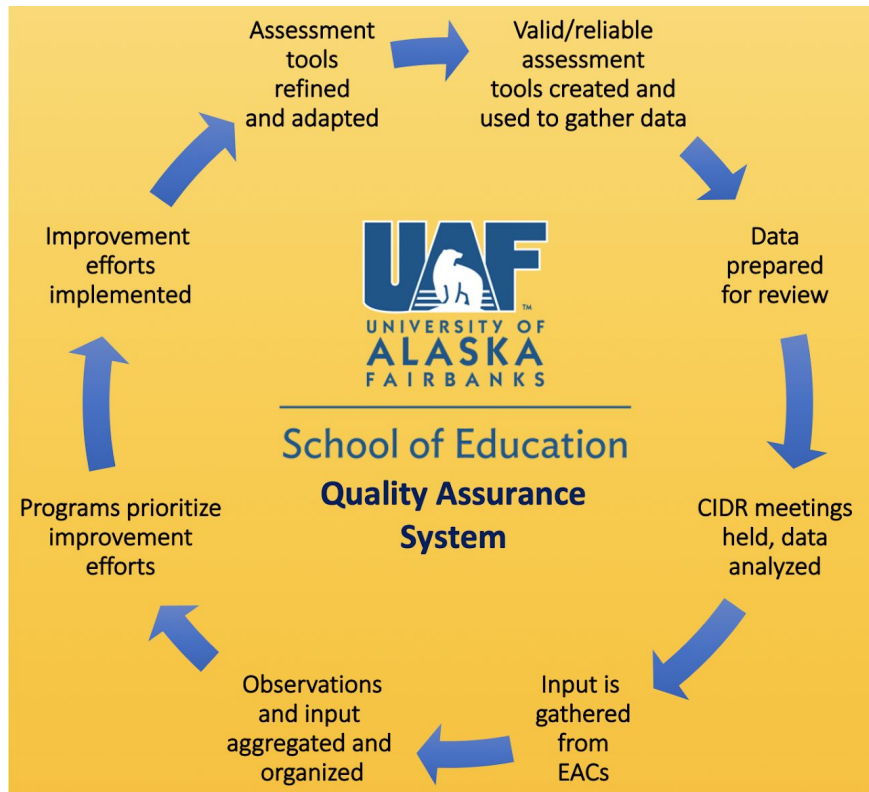 Assessment
tools
refined
and adapted
Valid/reliable
assessment
tools created and
used to gather data
Data
prepared
for review
CIDR meetings
held, data
analyzed
Input is
gathered
from
EACs
Observations
and input
aggregated and
organized
Programs prioritize
improvement
efforts
Improvement
efforts
implemented
UAF
TM
UNIVERSITY OF
ALASKA
FAIRBANKS
School of Education
Quality Assurance
System